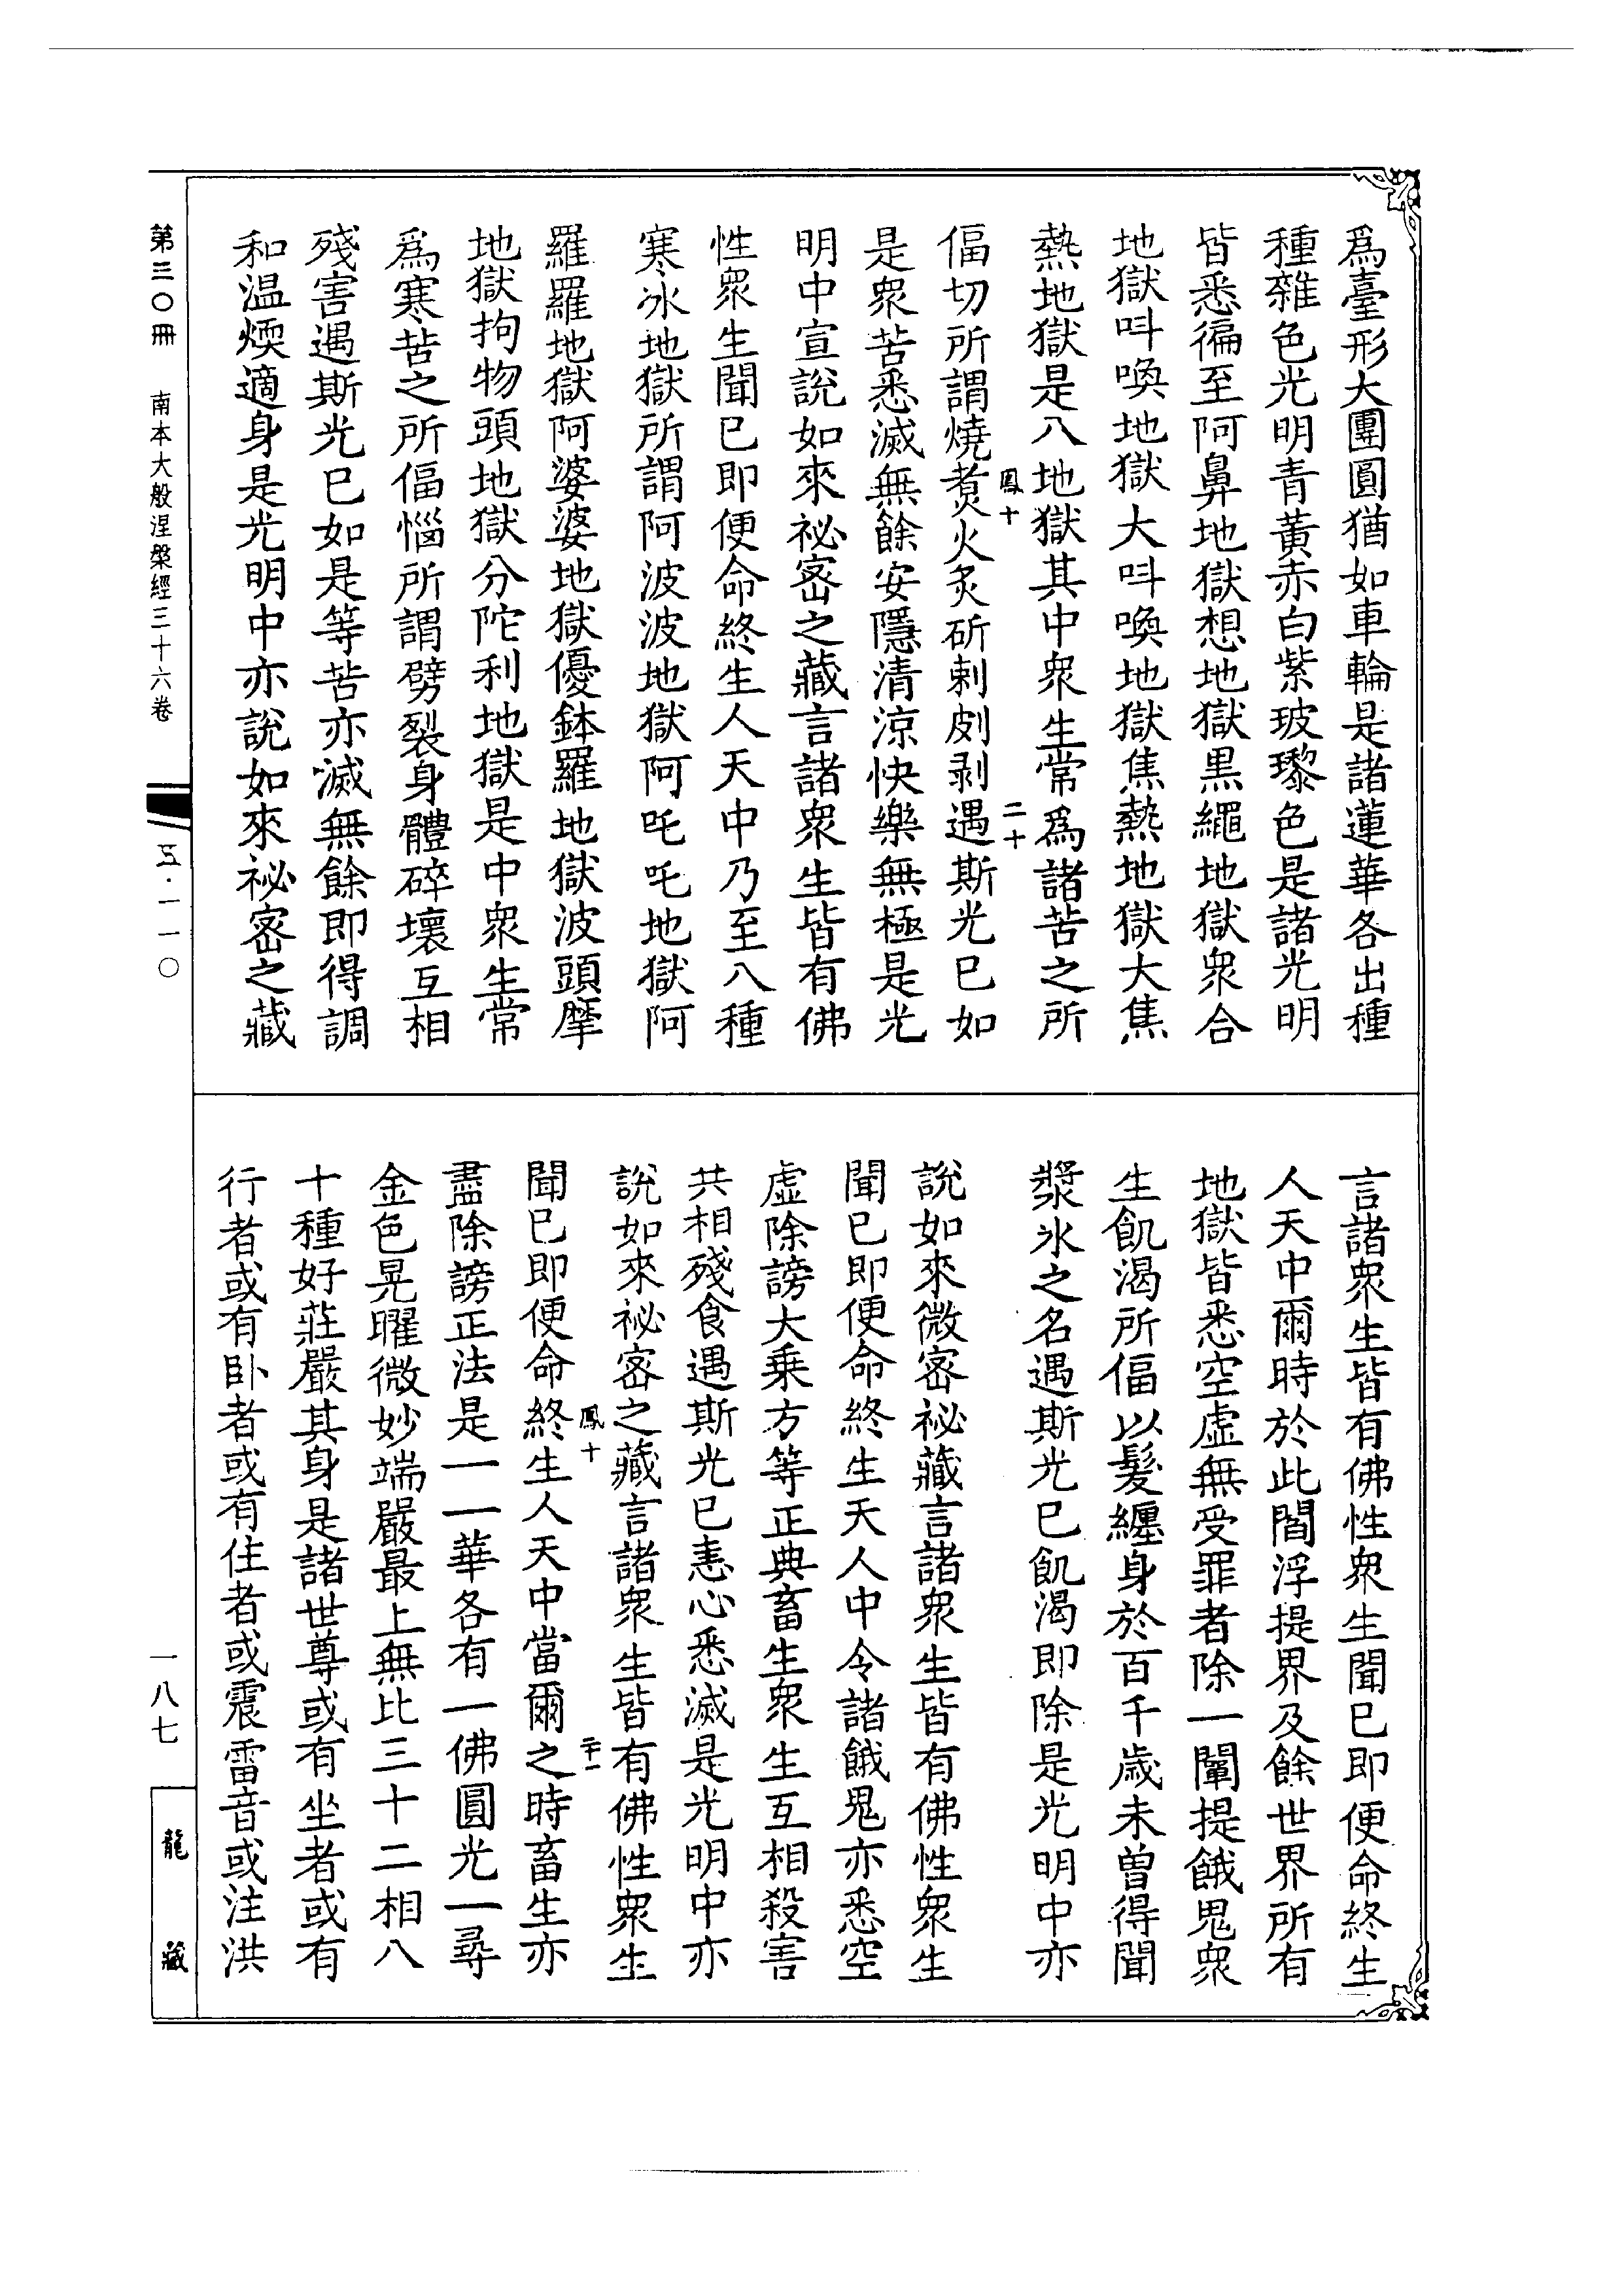 爲臺形大團圓猶如車輪是諸蓮華各出種
種雜色光明青黃赤白紫玻瓈色是諸光明
皆悉徧至阿鼻地獄想地獄黑繩地獄衆合
地獄呌喚地獄大呌喚地獄焦熱地獄大焦
熱地獄是八地獄其中衆生常爲諸苦之所
鳳十
二十
偪切所謂燒煑火炙斫剌皮剥遇斯光已如
是衆苦悉滅無餘安隱清涼快樂無極是光
明中宣說如來祕密之藏言諸衆生皆有佛
性衆生聞已即便命終生人天中乃至八種
寒冰地獄所謂阿波波地獄阿吒吒地獄阿
羅羅地獄阿婆婆地獄優鉢羅地獄波頭摩
地獄拘物頭地獄分陀利地獄是中衆生常
爲寒苦之所偪惱所謂劈裂身體碎壞互相
殘害遇斯光已如是等苦亦滅無餘即得調
和温煗適身是光明中亦說如來祕密之藏
言諸衆生皆有佛性衆生聞已即便命終生
人天中爾時於此閻浮提界及餘世界所有
地獄皆悉空虛無受罪者除一闡提餓鬼衆
生飢渴所偪以髮纏身於百千歲未曾得聞
漿水之名遇斯光已飢渴即除是光明中亦
說如來微密祕藏言諸衆生皆有佛性衆生
聞已即便命終生天人中令諸餓鬼亦悉空
虛除謗大乗方等正典畜生衆生互相殺害
共相殘食遇斯光已恚心悉滅是光明中亦
說如來祕密之藏言諸衆生皆有佛性衆生
鳳十
二十一
聞已即便命終生人天中當爾之時畜生亦
盡除謗正法是一一華各有一佛圓光一尋
金色晃曜微妙端嚴最上無比三十二相八
十種好莊嚴其身是諸世尊或有坐者或有
行者或有卧者或有住者或震雷音或注洪
第三〇冊 南本大般涅槃經三十六卷
五·一一〇
一八七
龍藏